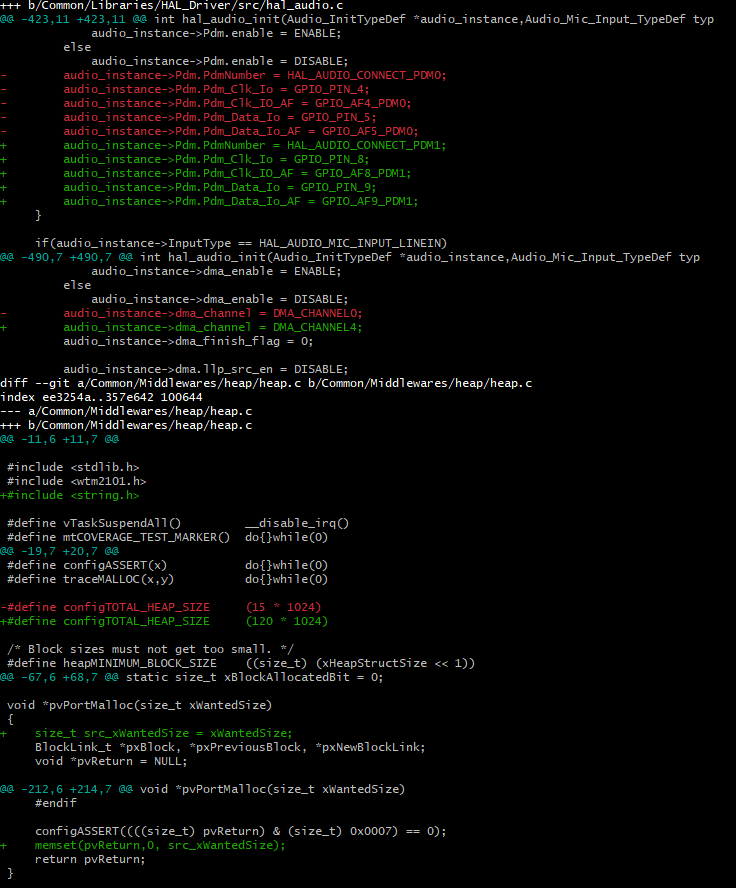 +++ b/Common/Libraries/HAL_Driver/src/hal_audio.c
@@ -423,11 +423,11 @@ int hal_audio_init(Audio_InitTypeDef *audio_instance,Audio_Mic_Input_TypeDef typ
             audio_instance->Pdm.enable = ENABLE;
         else
             audio_instance->Pdm.enable = DISABLE;
-        audio_instance->Pdm.PdmNumber = HAL_AUDIO_CONNECT_PDM0;
-        audio_instance->Pdm.Pdm_Clk_Io = GPIO_PIN_4;
-        audio_instance->Pdm.Pdm_Clk_IO_AF = GPIO_AF4_PDM0;
-        audio_instance->Pdm.Pdm_Data_Io = GPIO_PIN_5;
-        audio_instance->Pdm.Pdm_Data_Io_AF = GPIO_AF5_PDM0;
+        audio_instance->Pdm.PdmNumber = HAL_AUDIO_CONNECT_PDM1;
+        audio_instance->Pdm.Pdm_Clk_Io = GPIO_PIN_8;
+        audio_instance->Pdm.Pdm_Clk_IO_AF = GPIO_AF8_PDM1;
+        audio_instance->Pdm.Pdm_Data_Io = GPIO_PIN_9;
+        audio_instance->Pdm.Pdm_Data_Io_AF = GPIO_AF9_PDM1;
     }
     if(audio_instance->InputType == HAL_AUDIO_MIC_INPUT_LINEIN)
@@ -490,7 +490,7 @@ int hal_audio_init(Audio_InitTypeDef *audio_instance,Audio_Mic_Input_TypeDef typ
             audio_instance->dma_enable = ENABLE;
         else
             audio_instance->dma_enable = DISABLE;
-        audio_instance->dma_channel = DMA_CHANNEL0;
+        audio_instance->dma_channel = DMA_CHANNEL4;
         audio_instance->dma_finish_flag = 0;
         audio_instance->dma.llp_src_en = DISABLE;
diff --git a/Common/Middlewares/heap/heap.c b/Common/Middlewares/heap/heap.c
index ee3254a..357e642 100644
--- a/Common/Middlewares/heap/heap.c
+++ b/Common/Middlewares/heap/heap.c
@@ -11,6 +11,7 @@
 #include <stdlib.h>
 #include <wtm2101.h>
+#include <string.h>
 #define vTaskSuspendAll()         __disable_irq()
 #define mtCOVERAGE_TEST_MARKER()  do{}while(0)
@@ -19,7 +20,7 @@
 #define configASSERT(x)           do{}while(0)
 #define traceMALLOC(x,y)          do{}while(0)
-#define configTOTAL_HEAP_SIZE     (15 * 1024)
+#define configTOTAL_HEAP_SIZE     (120 * 1024)
 /* Block sizes must not get too small. */
 #define heapMINIMUM_BLOCK_SIZE    ((size_t) (xHeapStructSize << 1))
@@ -67,6 +68,7 @@ static size_t xBlockAllocatedBit = 0;
 void *pvPortMalloc(size_t xWantedSize)
 {
+    size_t src_xWantedSize = xWantedSize;
     BlockLink_t *pxBlock, *pxPreviousBlock, *pxNewBlockLink;
     void *pvReturn = NULL;
@@ -212,6 +214,7 @@ void *pvPortMalloc(size_t xWantedSize)
     #endif
     configASSERT((((size_t) pvReturn) & (size_t) 0x0007) == 0);
+    memset(pvReturn,0, src_xWantedSize);
     return pvReturn;
 }